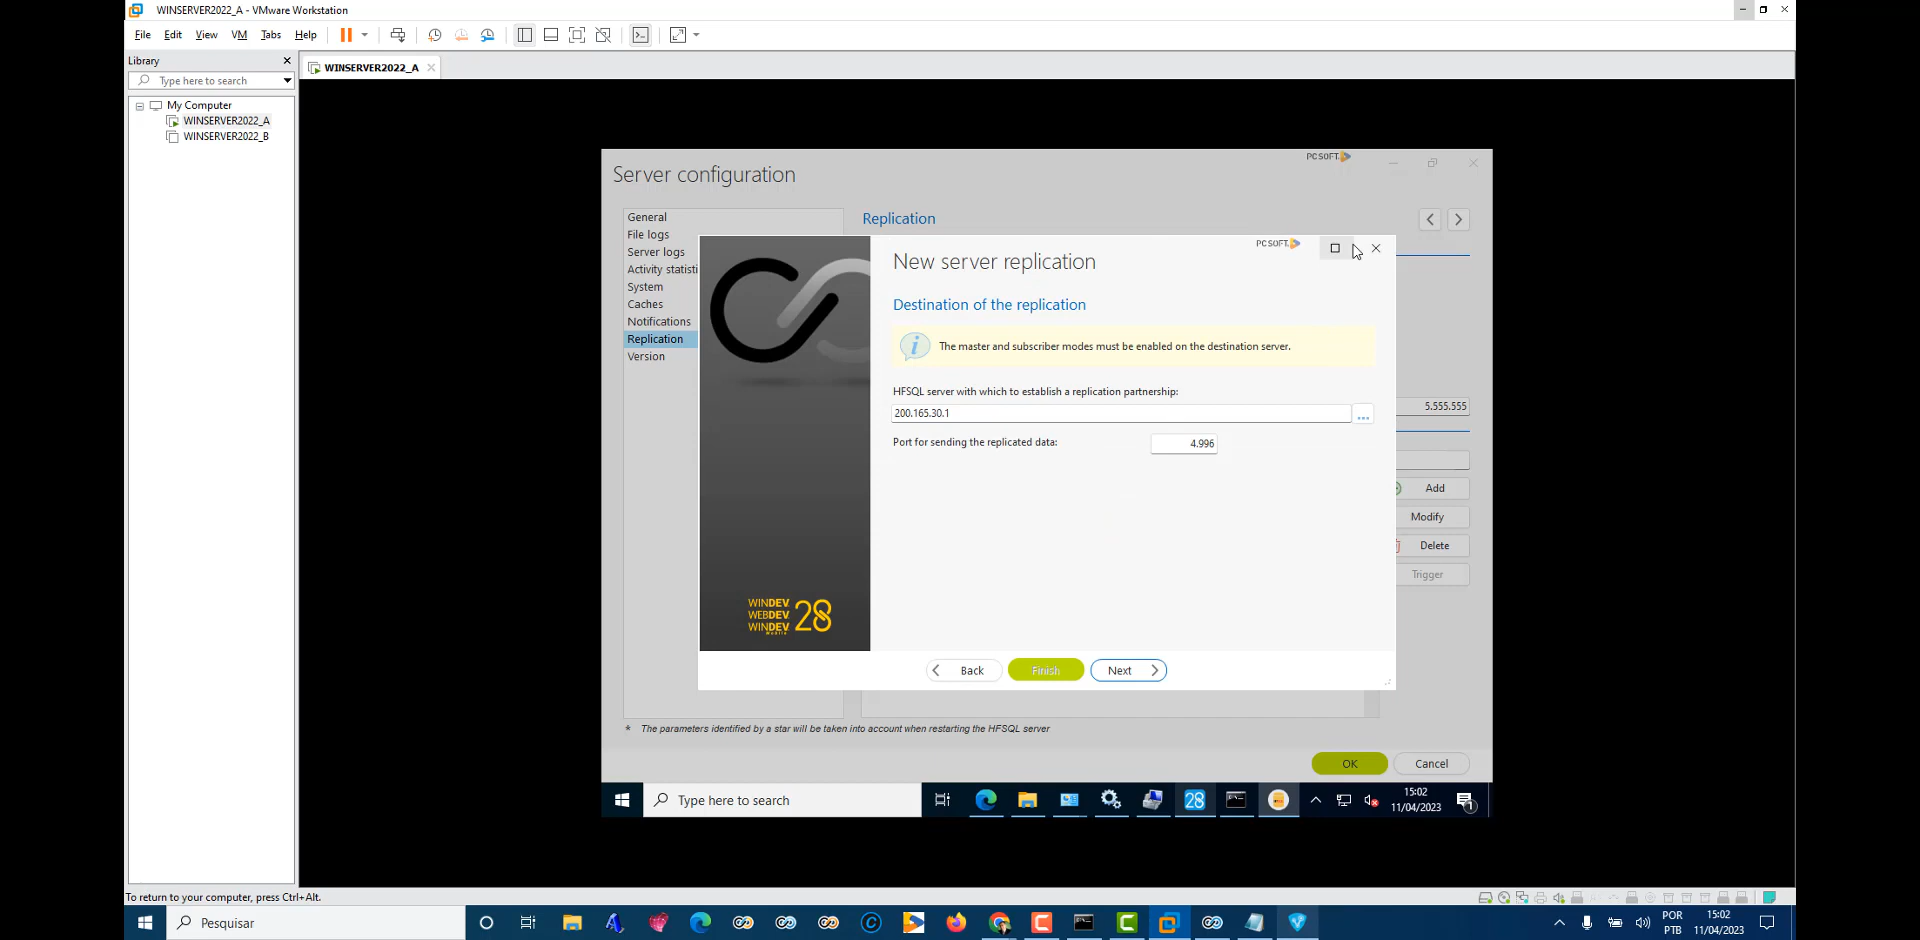 WINSERVER2022_A - VMware Workstation
File Edit View VM Tabs Help
Library
WINSERVER2022_A
Type here to search
My Computer
WINSERVER2022_A
WINSERVER2022_B
PC SOFT
Server configuration
General
File logs
Server logs
Activity statisti
System
Caches
Notifications
Replication
Version
Replication
PC SOFT
New server replication
Destination of the replication
The master and subscriber modes must be enabled on the destination server.
HFSQL server with which to establish a replication partnership:
200.165.30.1
...
Port for sending the replicated data:
4.996
5.555.555
Add
Modify
Delete
Trigger
WINDEV
WEBDEV
WINDEV
mobile
28
Back Finish Next
* The parameters identified by a star will be taken into account when restarting the HFSQL server
OK Cancel
Type here to search
28
15:02
11/04/2023
1
To return to your computer, press Ctrl+Alt.
Pesquisar
POR
PTB
15:02
11/04/2023